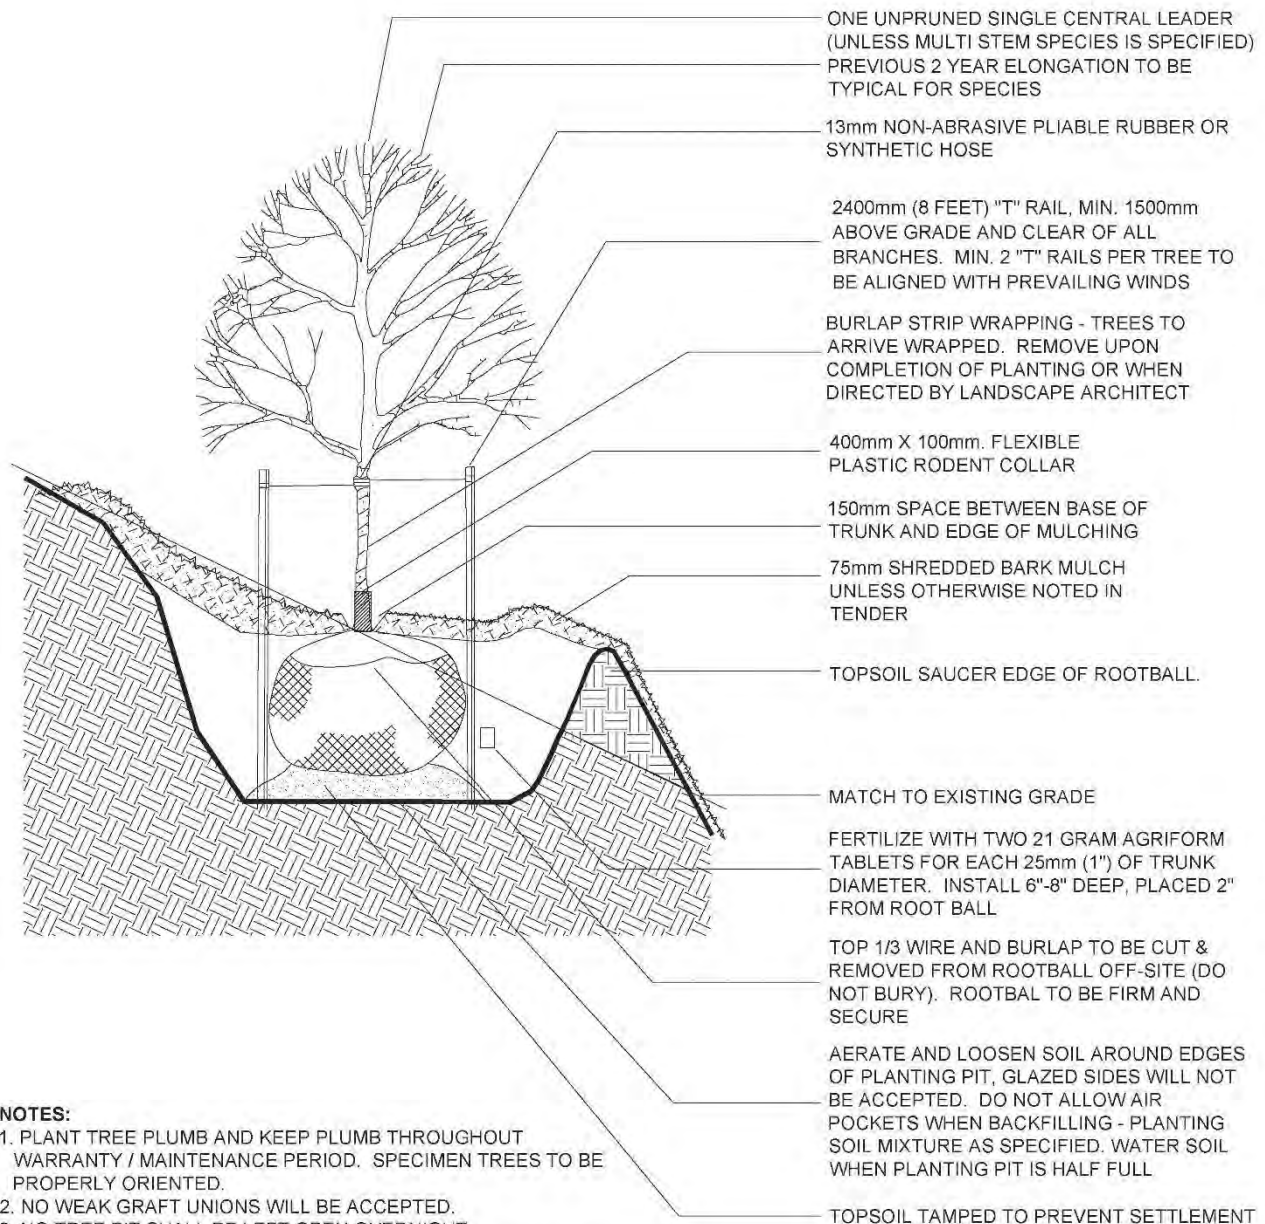 ONE UNPRUNED SINGLE CENTRAL LEADER
(UNLESS MULTI STEM SPECIES IS SPECIFIED)
PREVIOUS 2 YEAR ELONGATION TO BE
TYPICAL FOR SPECIES
13mm NON-ABRASIVE PLIABLE RUBBER OR
SYNTHETIC HOSE
2400mm (8 FEET) "T" RAIL, MIN. 1500mm
ABOVE GRADE AND CLEAR OF ALL
BRANCHES. MIN. 2 "T" RAILS PER TREE TO
BE ALIGNED WITH PREVAILING WINDS
BURLAP STRIP WRAPPING - TREES TO
ARRIVE WRAPPED. REMOVE UPON
COMPLETION OF PLANTING OR WHEN
DIRECTED BY LANDSCAPE ARCHITECT
400mm X 100mm. FLEXIBLE
PLASTIC RODENT COLLAR
150mm SPACE BETWEEN BASE OF
TRUNK AND EDGE OF MULCHING
75mm SHREDDED BARK MULCH
UNLESS OTHERWISE NOTED IN
TENDER
TOPSOIL SAUCER EDGE OF ROOTBALL.
MATCH TO EXISTING GRADE
FERTILIZE WITH TWO 21 GRAM AGRIFORM
TABLETS FOR EACH 25mm (1") OF TRUNK
DIAMETER. INSTALL 6"-8" DEEP, PLACED 2"
FROM ROOT BALL
TOP 1/3 WIRE AND BURLAP TO BE CUT &
REMOVED FROM ROOTBALL OFF-SITE (DO
NOT BURY). ROOTBAL TO BE FIRM AND
SECURE
AERATE AND LOOSEN SOIL AROUND EDGES
OF PLANTING PIT, GLAZED SIDES WILL NOT
BE ACCEPTED. DO NOT ALLOW AIR
POCKETS WHEN BACKFILLING - PLANTING
SOIL MIXTURE AS SPECIFIED. WATER SOIL
WHEN PLANTING PIT IS HALF FULL
TOPSOIL TAMPED TO PREVENT SETTLEMENT
NOTES:
1. PLANT TREE PLUMB AND KEEP PLUMB THROUGHOUT
WARRANTY / MAINTENANCE PERIOD. SPECIMEN TREES TO BE
PROPERLY ORIENTED.
2. NO WEAK GRAFT UNIONS WILL BE ACCEPTED.